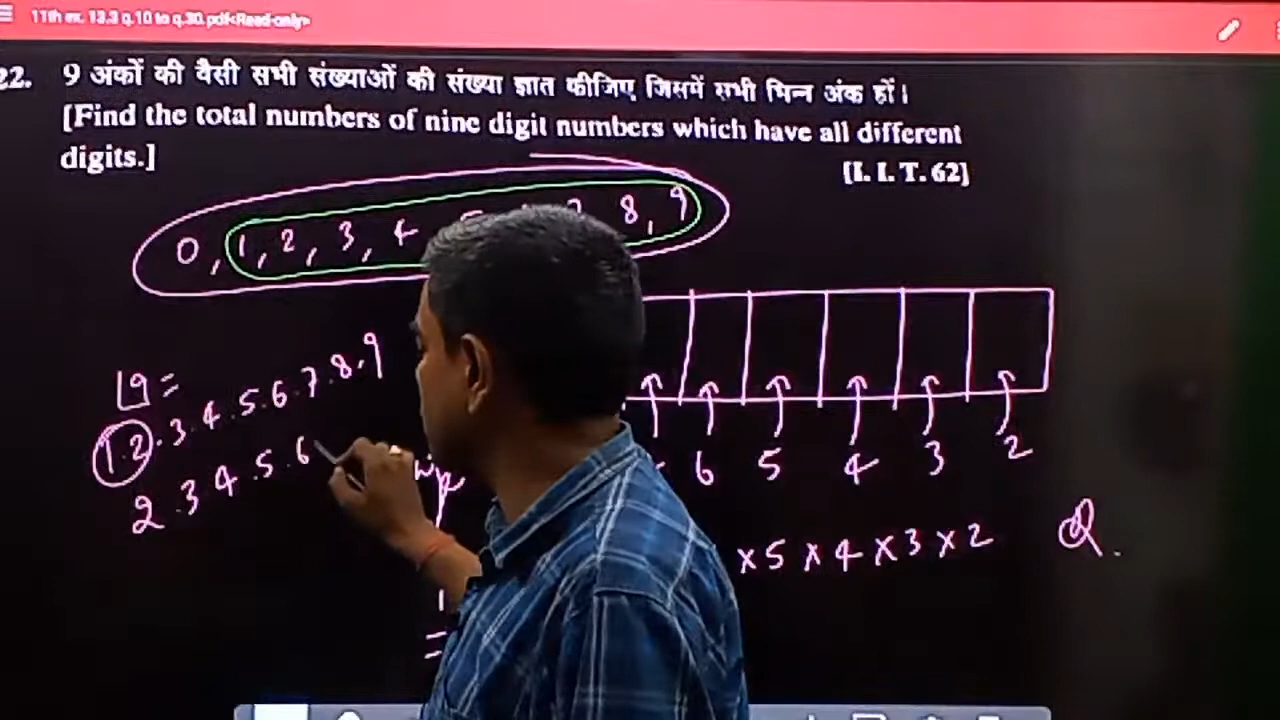 11th ex. 13.3 q.10 to q.30.pdf<Read-only>
22. 9 अंकों की वैसी सभी संख्याओं की संख्या ज्ञात कीजिए जिसमें सभी भिन्न अंक हों।
[Find the total numbers of nine digit numbers which have all different
digits.]
[I. I. T. 62]
0, 1, 2, 3, 4 8, 9
⌊9 =
1.2.3.4.5.6.7.8.9
2.3.4.5.6
6 5 4 3 2
×5×4×3×2
=